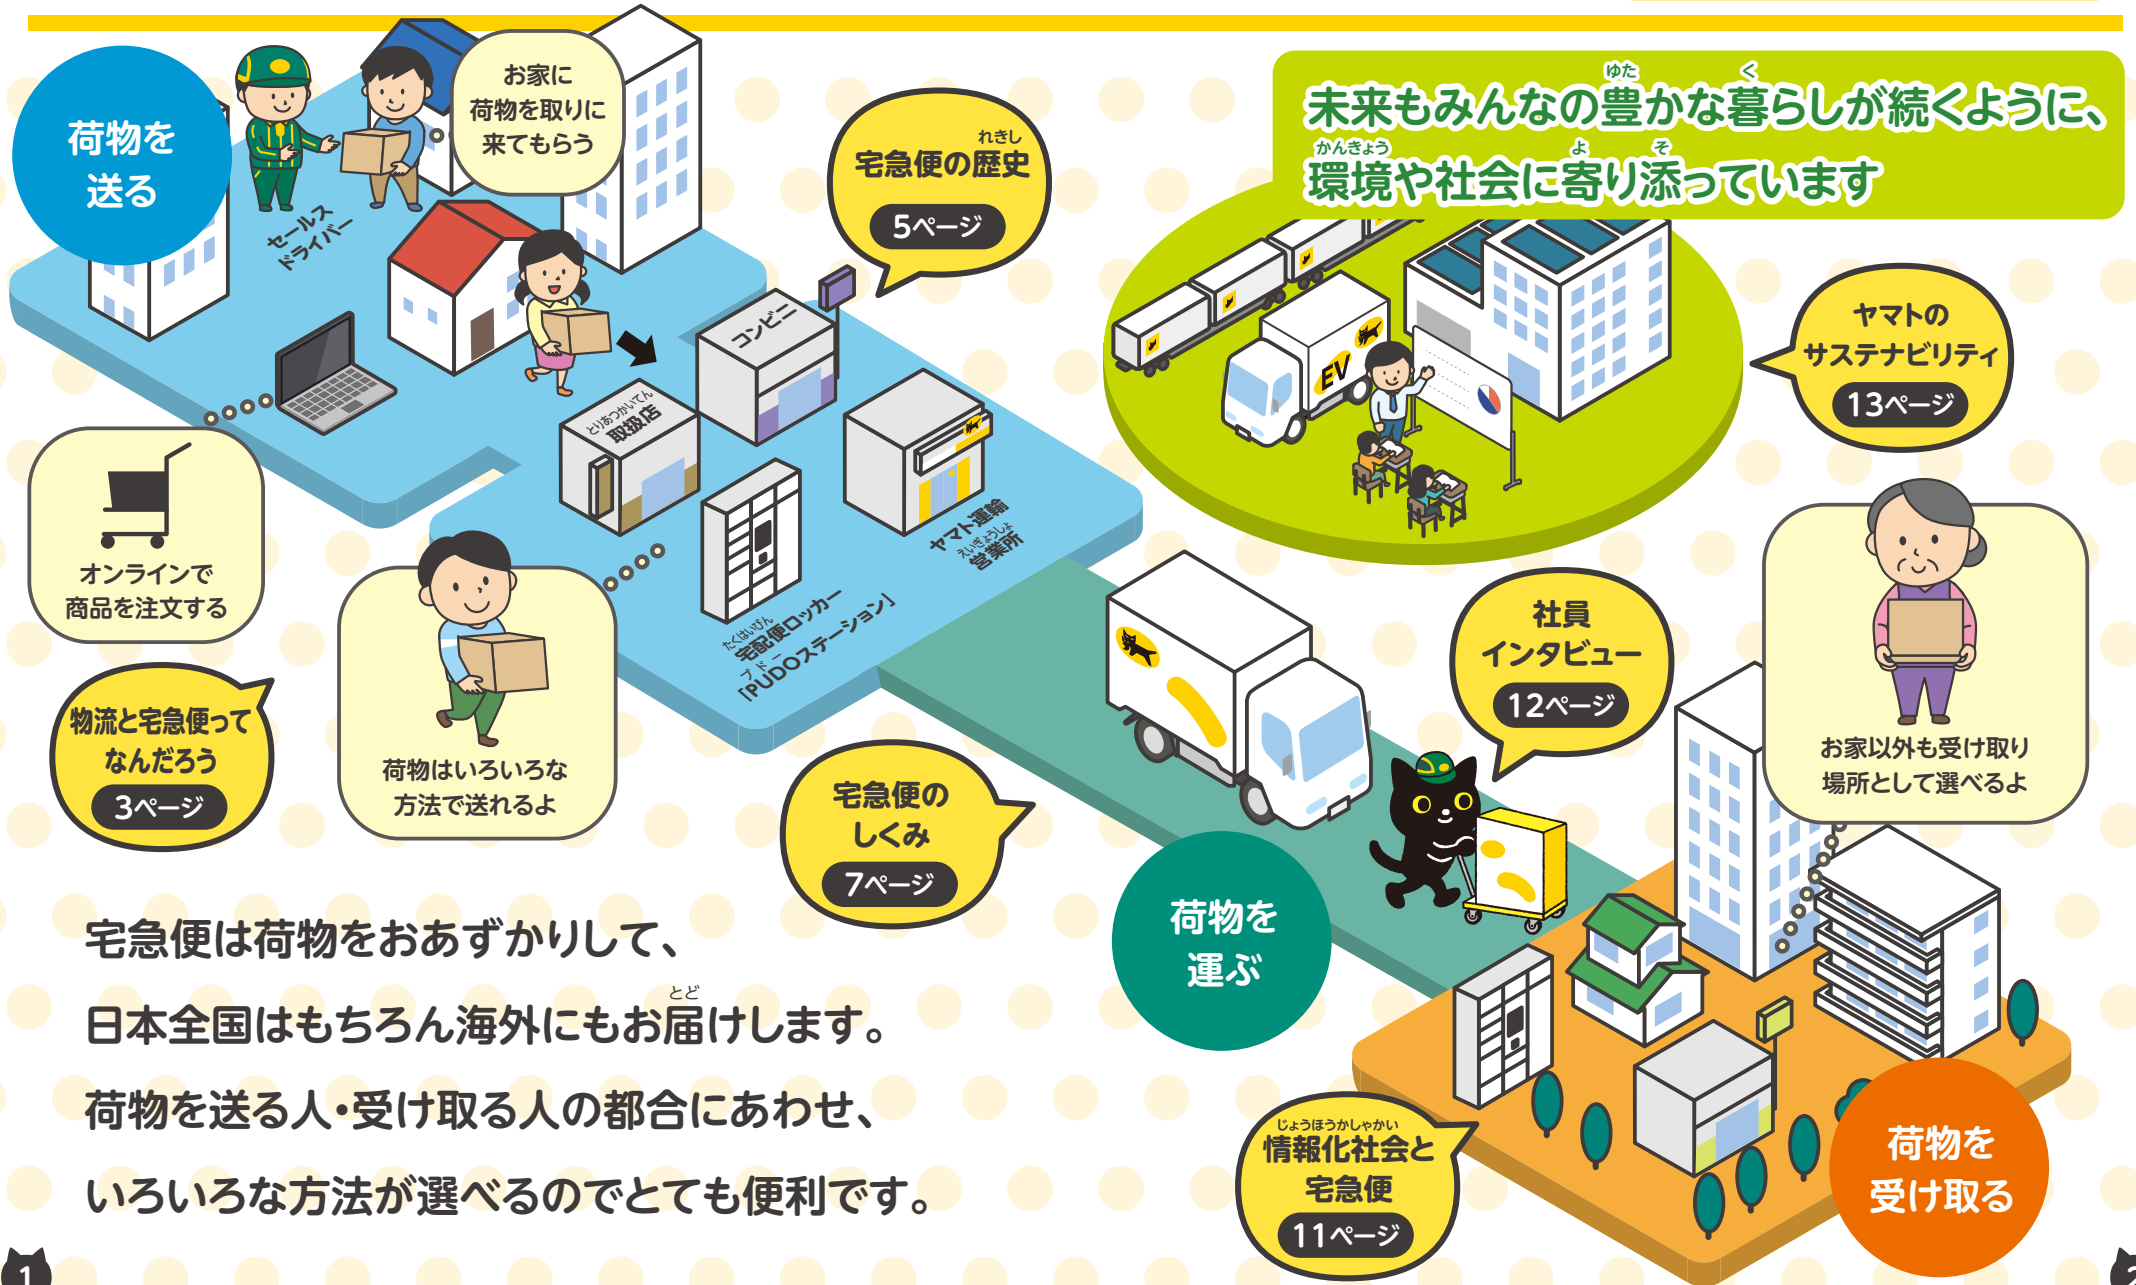 荷物を
送る
お家に
荷物を取りに
来てもらう
セールス
ドライバー
れきし
宅急便の歴史
5ページ
ゆた く
未来もみんなの豊かな暮らしが続くように、
かんきょう よ そ
環境や社会に寄り添っています
コンビニ
とりあつかいてん
取扱店
EV
ヤマトの
サステナビリティ
13ページ
オンラインで
商品を注文する
ヤマト運輸
えいぎょうしょ
営業所
たくはいびん
宅配便ロッカー
プドー
「PUDOステーション」
物流と宅急便って
なんだろう
3ページ
荷物はいろいろな
方法で送れるよ
宅急便の
しくみ
7ページ
社員
インタビュー
12ページ
お家以外も受け取り
場所として選べるよ
荷物を
運ぶ
宅急便は荷物をおあずかりして、
とど
日本全国はもちろん海外にもお届けします。
荷物を送る人・受け取る人の都合にあわせ、
いろいろな方法が選べるのでとても便利です。
じょうほうかしゃかい
情報化社会と
宅急便
11ページ
荷物を
受け取る
1